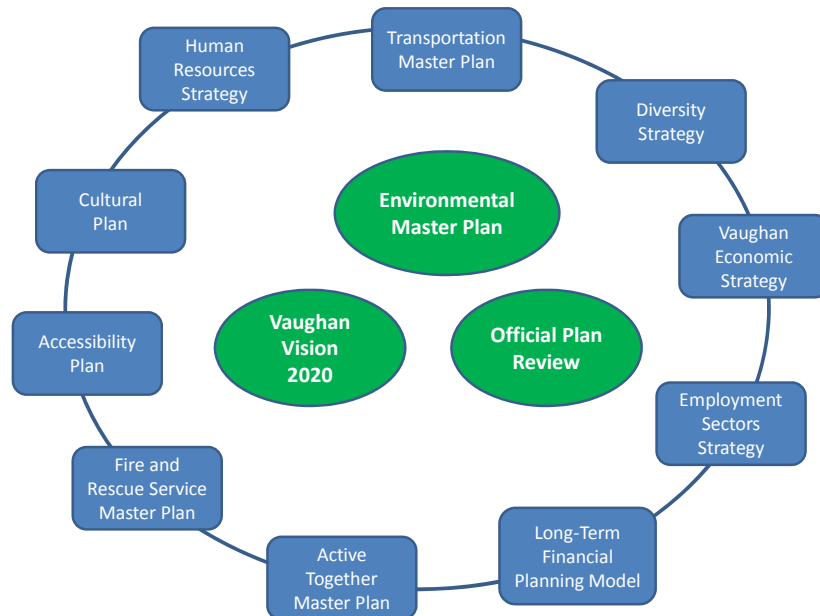 Transportation
Master Plan
Human
Resources
Strategy
Diversity
Strategy
Cultural
Plan
Environmental
Master Plan
Vaughan
Economic
Strategy
Accessibility
Plan
Vaughan
Vision
2020
Official Plan
Review
Employment
Sectors
Strategy
Fire and
Rescue Service
Master Plan
Long-Term
Financial
Planning Model
Active
Together
Master Plan